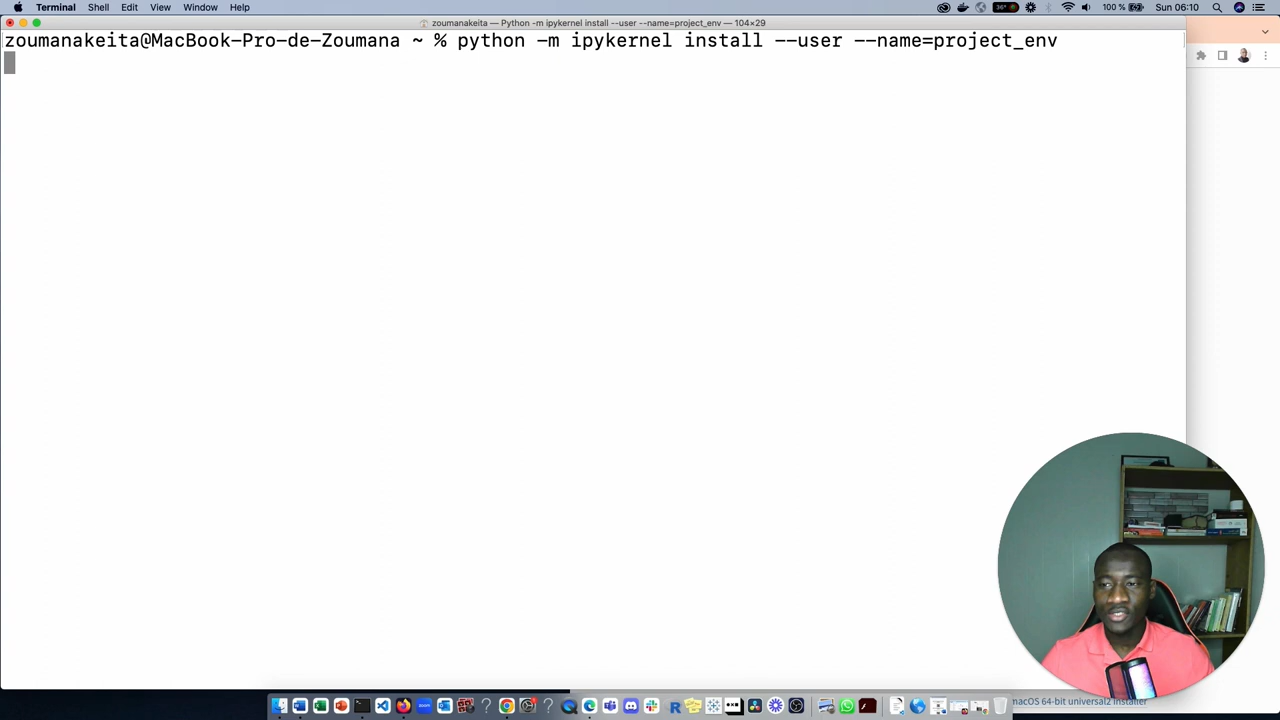 Terminal Shell Edit View Window Help 36° 100 % Sun 06:10
zoumanakeita — Python -m ipykernel install --user --name=project_env — 104×29
zoumanakeita@MacBook-Pro-de-Zoumana ~ % python -m ipykernel install --user --name=project_env
macOS 64-bit universal2 installer